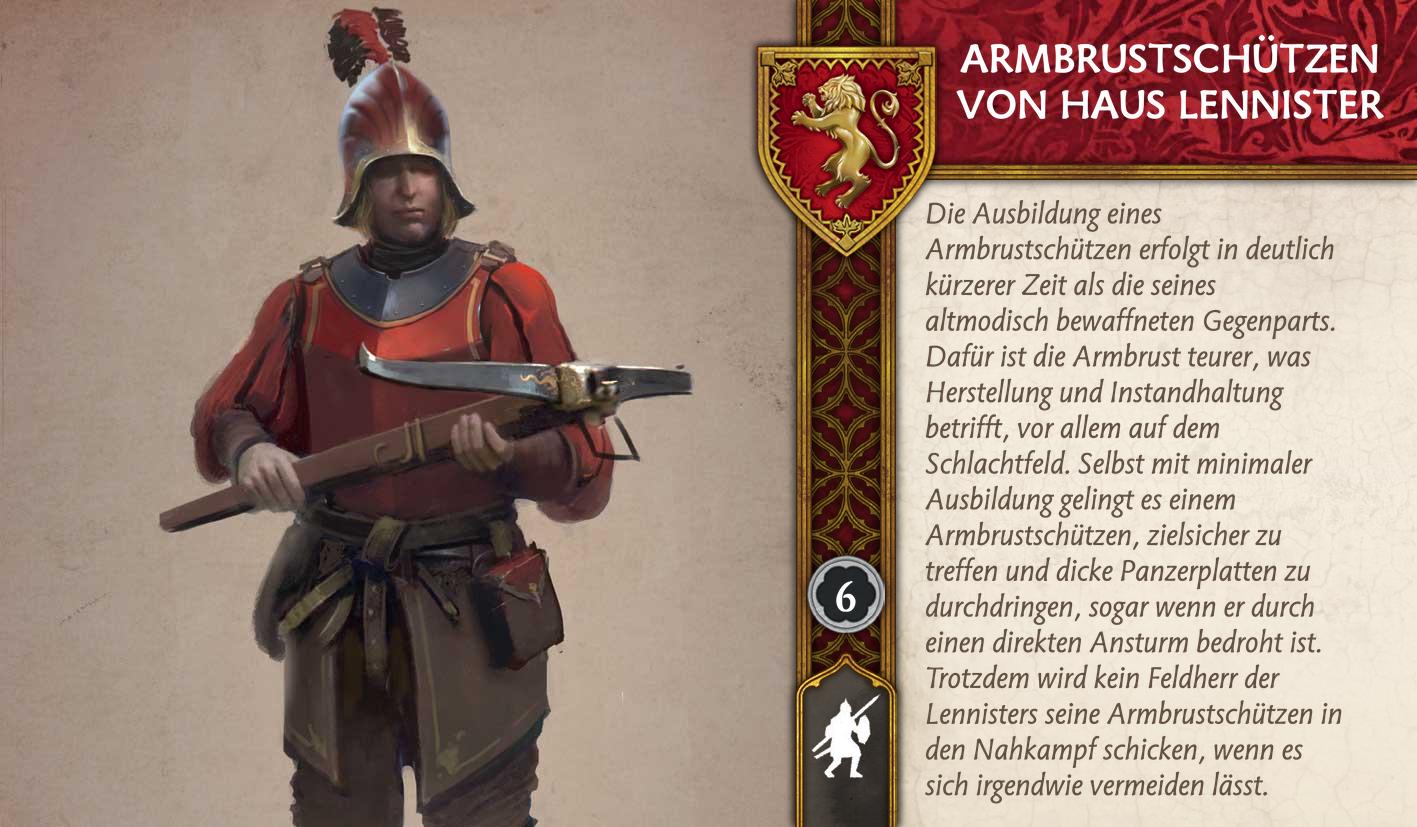 ARMBRUSTSCHÜTZEN
VON HAUS LENNISTER
Die Ausbildung eines
Armbrustschützen erfolgt in deutlich
kürzerer Zeit als die seines
altmodisch bewaffneten Gegenparts.
Dafür ist die Armbrust teurer, was
Herstellung und Instandhaltung
betrifft, vor allem auf dem
Schlachtfeld. Selbst mit minimaler
Ausbildung gelingt es einem
Armbrustschützen, zielsicher zu
treffen und dicke Panzerplatten zu
durchdringen, sogar wenn er durch
einen direkten Ansturm bedroht ist.
Trotzdem wird kein Feldherr der
Lennisters seine Armbrustschützen in
den Nahkampf schicken, wenn es
sich irgendwie vermeiden lässt.
6